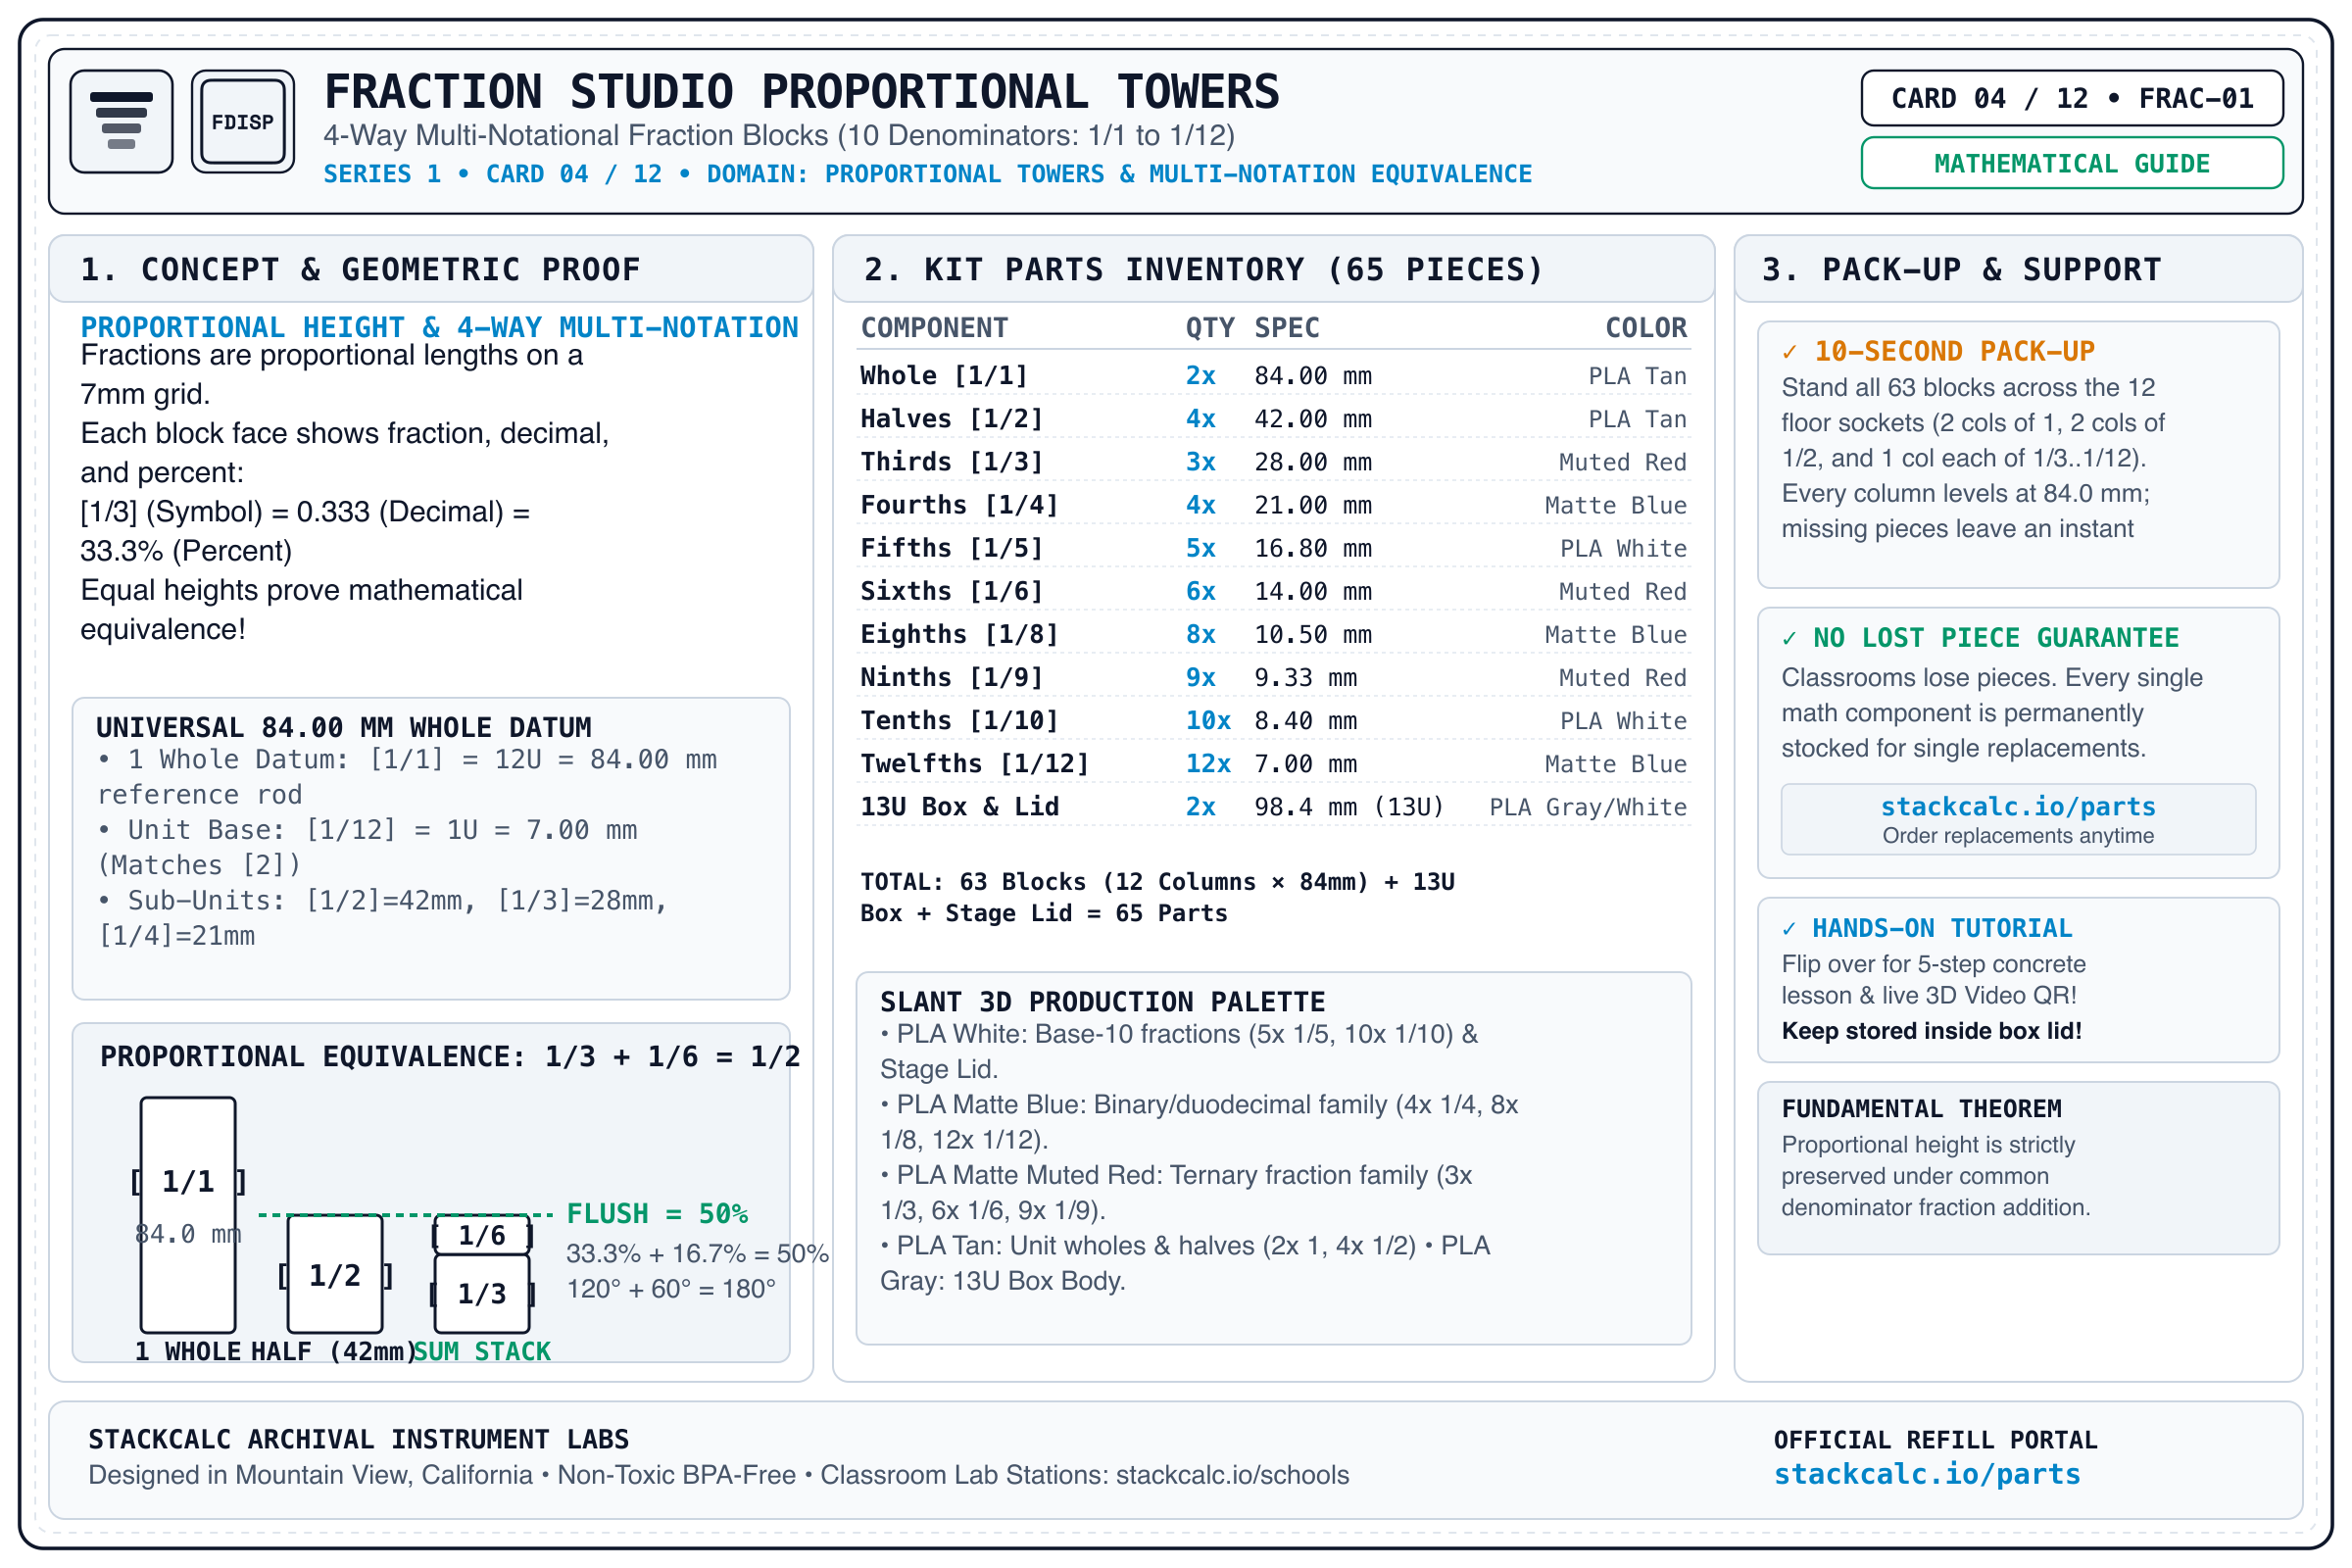 FDISP
FRACTION STUDIO PROPORTIONAL TOWERS
4-Way Multi-Notational Fraction Blocks (10 Denominators: 1/1 to 1/12)
SERIES 1 • CARD 04 / 12 • DOMAIN: PROPORTIONAL TOWERS & MULTI-NOTATION EQUIVALENCE
CARD 04 / 12 • FRAC-01
MATHEMATICAL GUIDE
1. CONCEPT & GEOMETRIC PROOF
PROPORTIONAL HEIGHT & 4-WAY MULTI-NOTATION
Fractions are proportional lengths on a
7mm grid.
Each block face shows fraction, decimal,
and percent:
[1/3] (Symbol) = 0.333 (Decimal) =
33.3% (Percent)
Equal heights prove mathematical
equivalence!
UNIVERSAL 84.00 MM WHOLE DATUM
• 1 Whole Datum: [1/1] = 12U = 84.00 mm
reference rod
• Unit Base: [1/12] = 1U = 7.00 mm
(Matches [2])
• Sub-Units: [1/2]=42mm, [1/3]=28mm,
[1/4]=21mm
PROPORTIONAL EQUIVALENCE: 1/3 + 1/6 = 1/2
[ 1/1 ]
84.0 mm
1 WHOLE
[ 1/2 ]
HALF (42mm)
[ 1/6 ]
[ 1/3 ]
SUM STACK
FLUSH = 50%
33.3% + 16.7% = 50%
120° + 60° = 180°
2. KIT PARTS INVENTORY (65 PIECES)
COMPONENT QTY SPEC COLOR
Whole [1/1] 2x 84.00 mm PLA Tan
Halves [1/2] 4x 42.00 mm PLA Tan
Thirds [1/3] 3x 28.00 mm Muted Red
Fourths [1/4] 4x 21.00 mm Matte Blue
Fifths [1/5] 5x 16.80 mm PLA White
Sixths [1/6] 6x 14.00 mm Muted Red
Eighths [1/8] 8x 10.50 mm Matte Blue
Ninths [1/9] 9x 9.33 mm Muted Red
Tenths [1/10] 10x 8.40 mm PLA White
Twelfths [1/12] 12x 7.00 mm Matte Blue
13U Box & Lid 2x 98.4 mm (13U) PLA Gray/White
TOTAL: 63 Blocks (12 Columns × 84mm) + 13U
Box + Stage Lid = 65 Parts
SLANT 3D PRODUCTION PALETTE
• PLA White: Base-10 fractions (5x 1/5, 10x 1/10) &
Stage Lid.
• PLA Matte Blue: Binary/duodecimal family (4x 1/4, 8x
1/8, 12x 1/12).
• PLA Matte Muted Red: Ternary fraction family (3x
1/3, 6x 1/6, 9x 1/9).
• PLA Tan: Unit wholes & halves (2x 1, 4x 1/2) • PLA
Gray: 13U Box Body.
3. PACK-UP & SUPPORT
✓ 10-SECOND PACK-UP
Stand all 63 blocks across the 12
floor sockets (2 cols of 1, 2 cols of
1/2, and 1 col each of 1/3..1/12).
Every column levels at 84.0 mm;
missing pieces leave an instant
✓ NO LOST PIECE GUARANTEE
Classrooms lose pieces. Every single
math component is permanently
stocked for single replacements.
stackcalc.io/parts
Order replacements anytime
✓ HANDS-ON TUTORIAL
Flip over for 5-step concrete
lesson & live 3D Video QR!
Keep stored inside box lid!
FUNDAMENTAL THEOREM
Proportional height is strictly
preserved under common
denominator fraction addition.
STACKCALC ARCHIVAL INSTRUMENT LABS
Designed in Mountain View, California • Non-Toxic BPA-Free • Classroom Lab Stations: stackcalc.io/schools
OFFICIAL REFILL PORTAL
stackcalc.io/parts